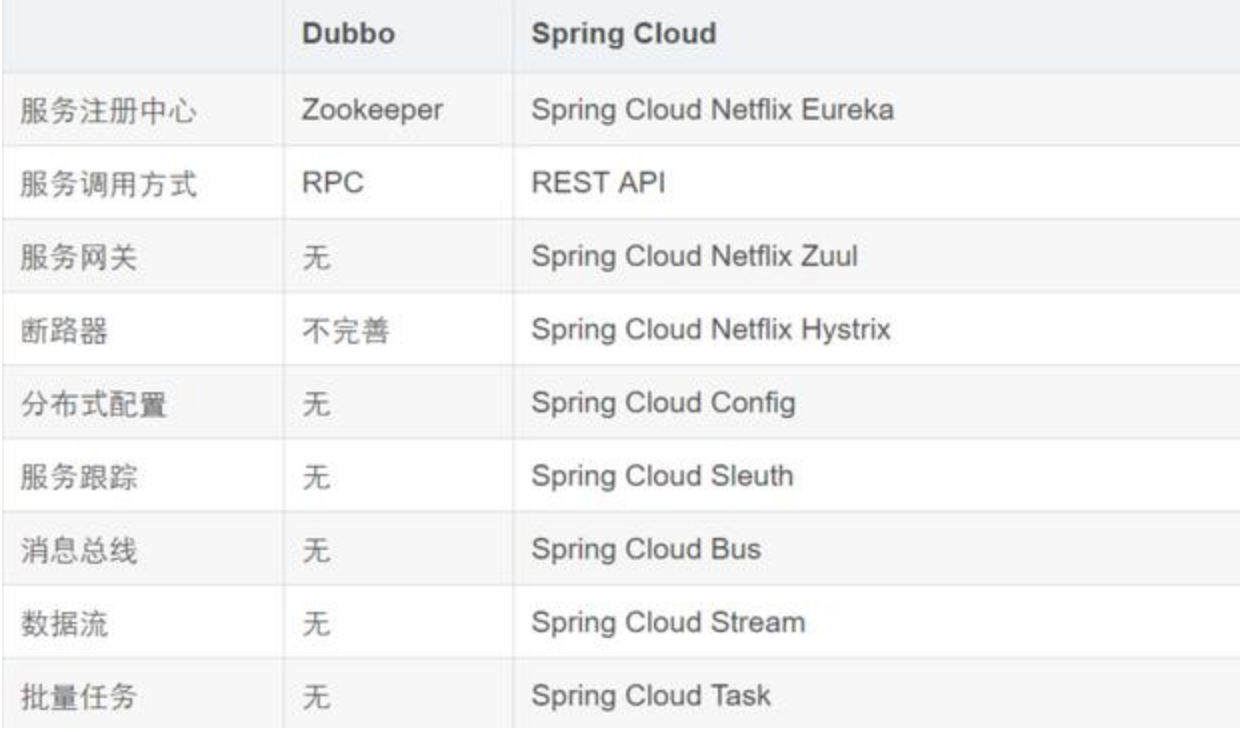 Dubbo Spring Cloud
服务注册中心 Zookeeper Spring Cloud Netflix Eureka
服务调用方式 RPC REST API
服务网关 无 Spring Cloud Netflix Zuul
断路器 不完善 Spring Cloud Netflix Hystrix
分布式配置 无 Spring Cloud Config
服务跟踪 无 Spring Cloud Sleuth
消息总线 无 Spring Cloud Bus
数据流 无 Spring Cloud Stream
批量任务 无 Spring Cloud Task